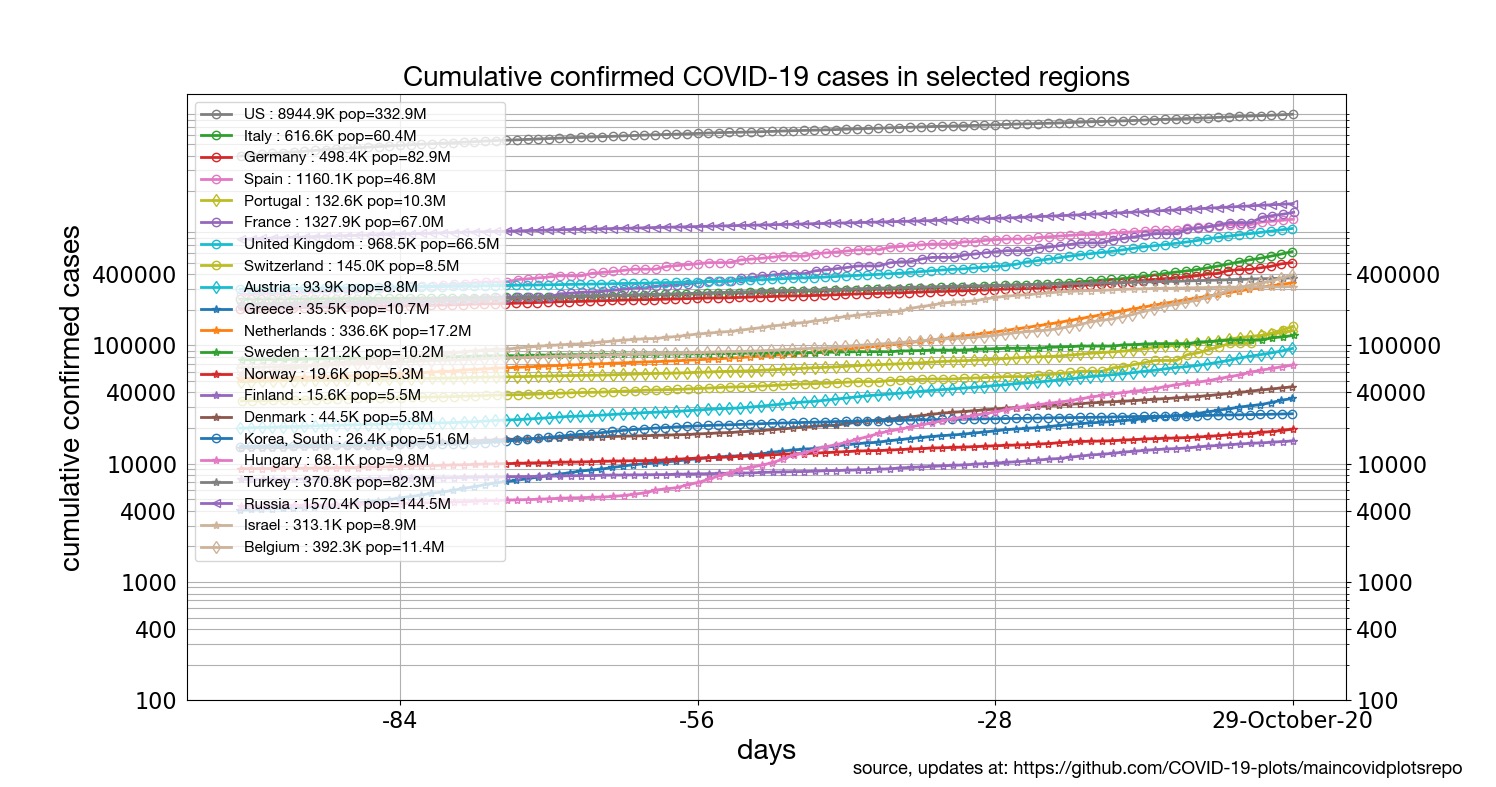 Cumulative confirmed COVID-19 cases in selected regions
US : 8944.9K pop=332.9M
Italy : 616.6K pop=60.4M
Germany : 498.4K pop=82.9M
Spain : 1160.1K pop=46.8M
Portugal : 132.6K pop=10.3M
France : 1327.9K pop=67.0M
United Kingdom : 968.5K pop=66.5M
Switzerland : 145.0K pop=8.5M
Austria : 93.9K pop=8.8M
Greece : 35.5K pop=10.7M
Netherlands : 336.6K pop=17.2M
Sweden : 121.2K pop=10.2M
Norway : 19.6K pop=5.3M
Finland : 15.6K pop=5.5M
Denmark : 44.5K pop=5.8M
Korea, South : 26.4K pop=51.6M
Hungary : 68.1K pop=9.8M
Turkey : 370.8K pop=82.3M
Russia : 1570.4K pop=144.5M
Israel : 313.1K pop=8.9M
Belgium : 392.3K pop=11.4M
cumulative confirmed cases
400000
100000
40000
10000
4000
1000
400
100
400000
100000
40000
10000
4000
1000
400
100
-84
-56
-28
29-October-20
days
source, updates at: https://github.com/COVID-19-plots/maincovidplotsrepo